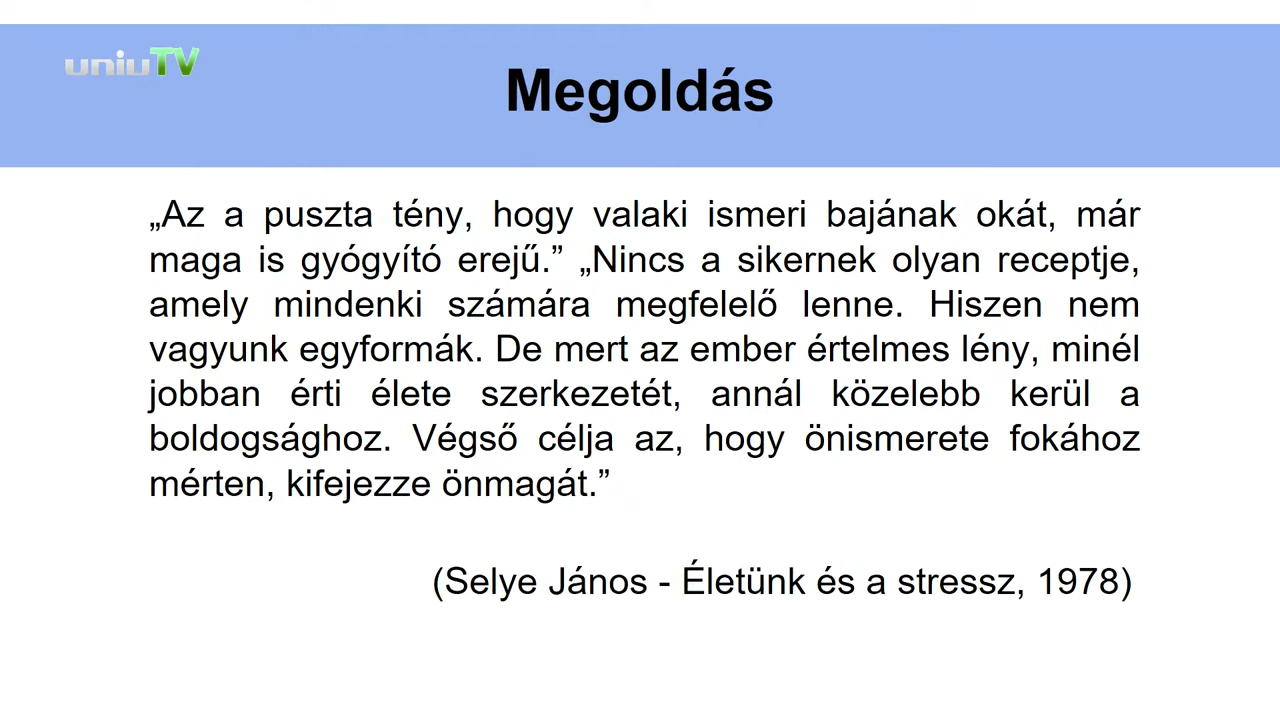 uniuTV
Megoldás
„Az a puszta tény, hogy valaki ismeri bajának okát, már
maga is gyógyító erejű.” „Nincs a sikernek olyan receptje,
amely mindenki számára megfelelő lenne. Hiszen nem
vagyunk egyformák. De mert az ember értelmes lény, minél
jobban érti élete szerkezetét, annál közelebb kerül a
boldogsághoz. Végső célja az, hogy önismerete fokához
mérten, kifejezze önmagát.”
(Selye János - Életünk és a stressz, 1978)